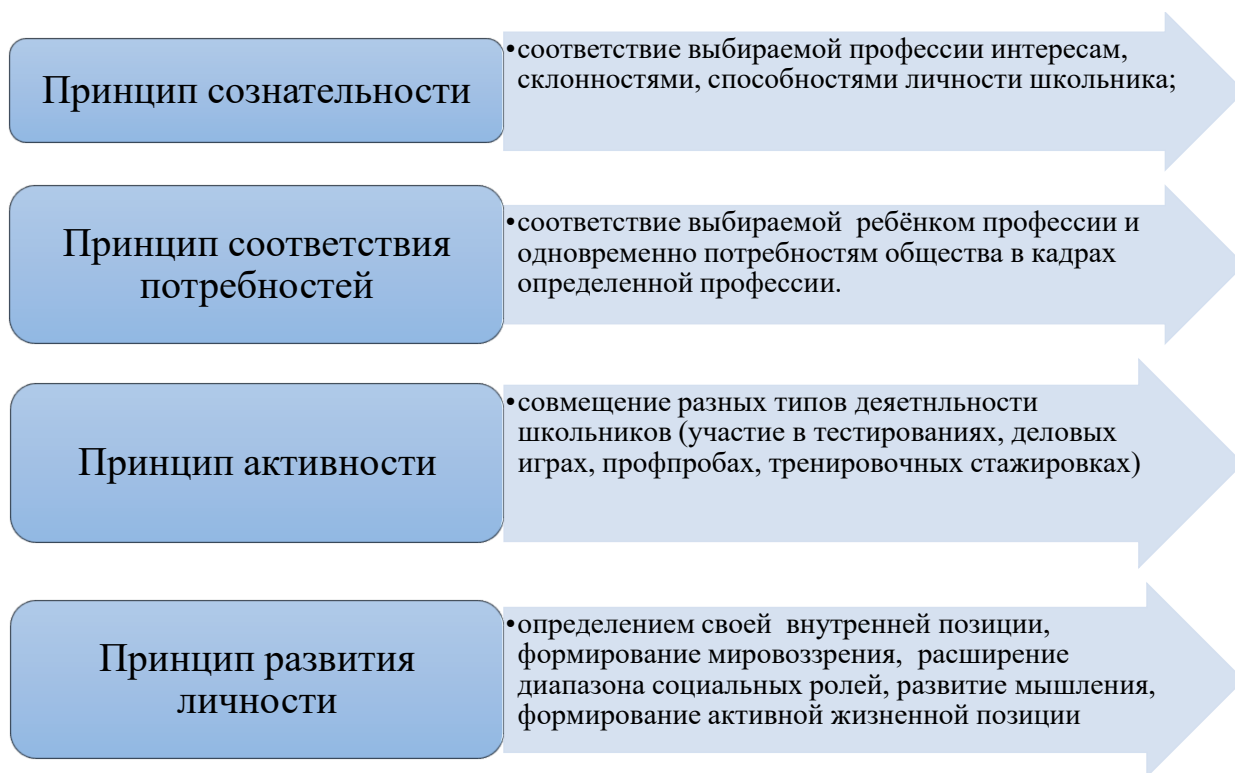 Принцип сознательности
•соответствие выбираемой профессии интересам,
склонностями, способностями личности школьника;
Принцип соответствия
потребностей
•соответствие выбираемой ребёнком профессии и
одновременно потребностям общества в кадрах
определенной профессии.
Принцип активности
•совмещение разных типов деяетнльности
школьников (участие в тестированиях, деловых
играх, профпробах, тренировочных стажировках)
Принцип развития
личности
•определением своей внутренней позиции,
формирование мировоззрения, расширение
диапазона социальных ролей, развитие мышления,
формирование активной жизненной позиции